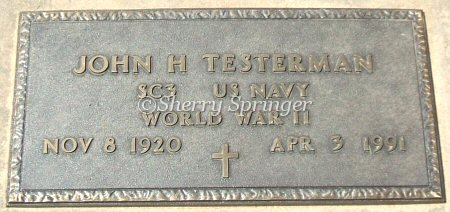 JOHN H TESTERMAN
SC3 US NAVY
©Sherry Springer
WORLD WAR II
NOV 8 1920 APR 3 1991